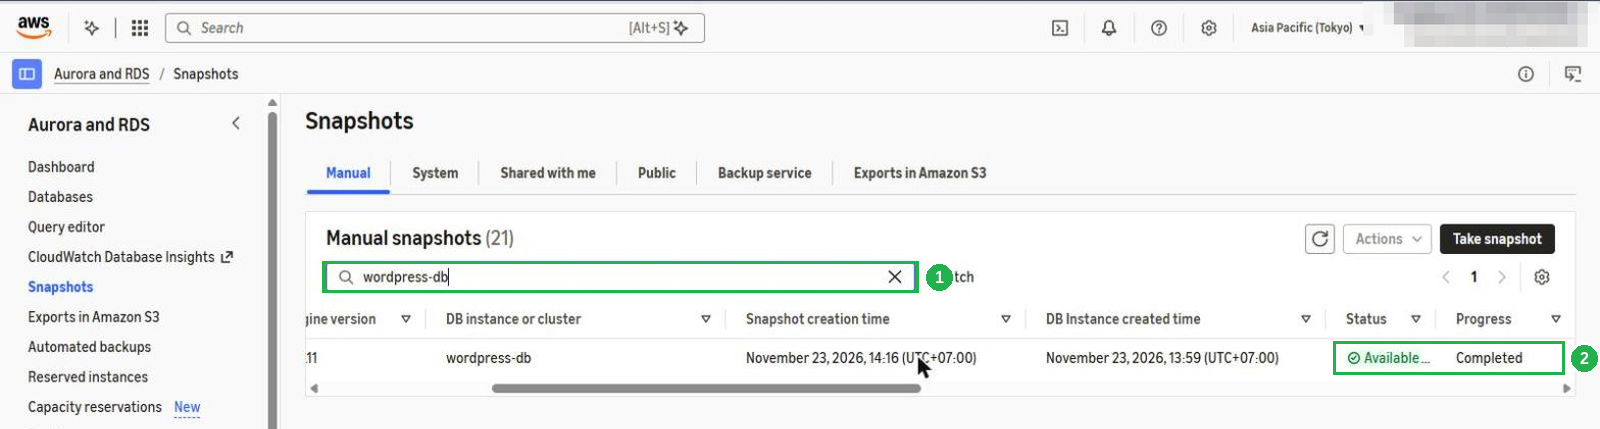 aws
Search [Alt+S]
Asia Pacific (Tokyo)
Aurora and RDS / Snapshots
Aurora and RDS
Dashboard
Databases
Query editor
CloudWatch Database Insights
Snapshots
Exports in Amazon S3
Automated backups
Reserved instances
Capacity reservations New
Snapshots
Manual System Shared with me Public Backup service Exports in Amazon S3
Manual snapshots (21)
Actions Take snapshot
wordpress-db 1 tch
1
gine version DB instance or cluster Snapshot creation time DB Instance created time Status Progress
.11 wordpress-db November 23, 2026, 14:16 (UTC+07:00) November 23, 2026, 13:59 (UTC+07:00) Available... Completed 2